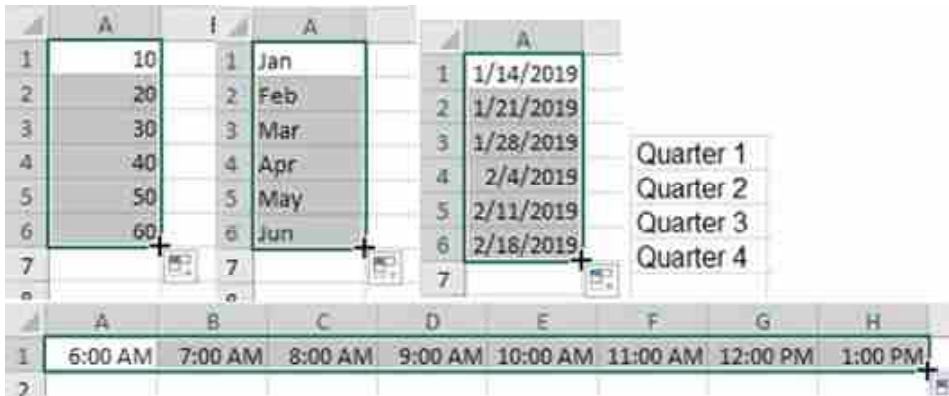 A
1 10
2 20
3 30
4 40
5 50
6 60
7
A
1 Jan
2 Feb
3 Mar
4 Apr
5 May
6 Jun
7
A
1 1/14/2019
2 1/21/2019
3 1/28/2019
4 2/4/2019
5 2/11/2019
6 2/18/2019
7
Quarter 1
Quarter 2
Quarter 3
Quarter 4
A B C D E F G H
1 6:00 AM 7:00 AM 8:00 AM 9:00 AM 10:00 AM 11:00 AM 12:00 PM 1:00 PM
2